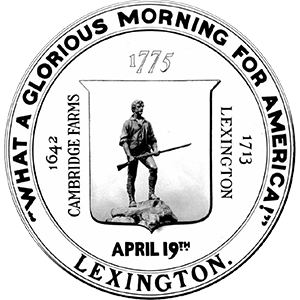 "WHAT A GLORIOUS MORNING FOR AMERICA!"
1775
1642
CAMBRIDGE FARMS
1713
LEXINGTON
APRIL 19TH
LEXINGTON.